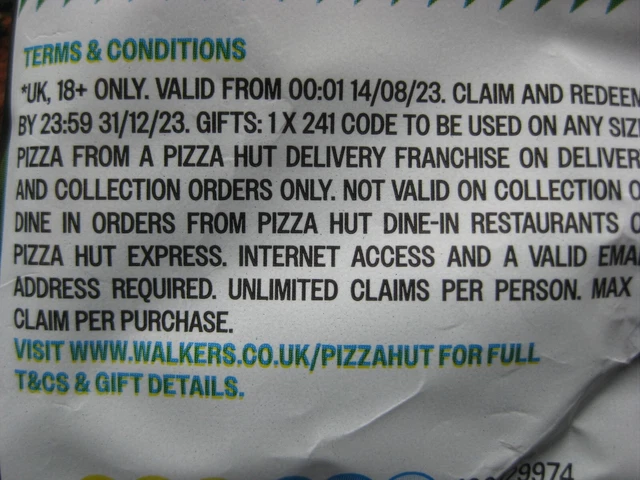 TERMS & CONDITIONS
*UK, 18+ ONLY. VALID FROM 00:01 14/08/23. CLAIM AND REDEEM
BY 23:59 31/12/23. GIFTS: 1 X 241 CODE TO BE USED ON ANY SIZE
PIZZA FROM A PIZZA HUT DELIVERY FRANCHISE ON DELIVER
AND COLLECTION ORDERS ONLY. NOT VALID ON COLLECTION O
DINE IN ORDERS FROM PIZZA HUT DINE-IN RESTAURANTS O
PIZZA HUT EXPRESS. INTERNET ACCESS AND A VALID EMAI
ADDRESS REQUIRED. UNLIMITED CLAIMS PER PERSON. MAX
CLAIM PER PURCHASE.
VISIT WWW.WALKERS.CO.UK/PIZZAHUT FOR FULL
T&CS & GIFT DETAILS.
29974